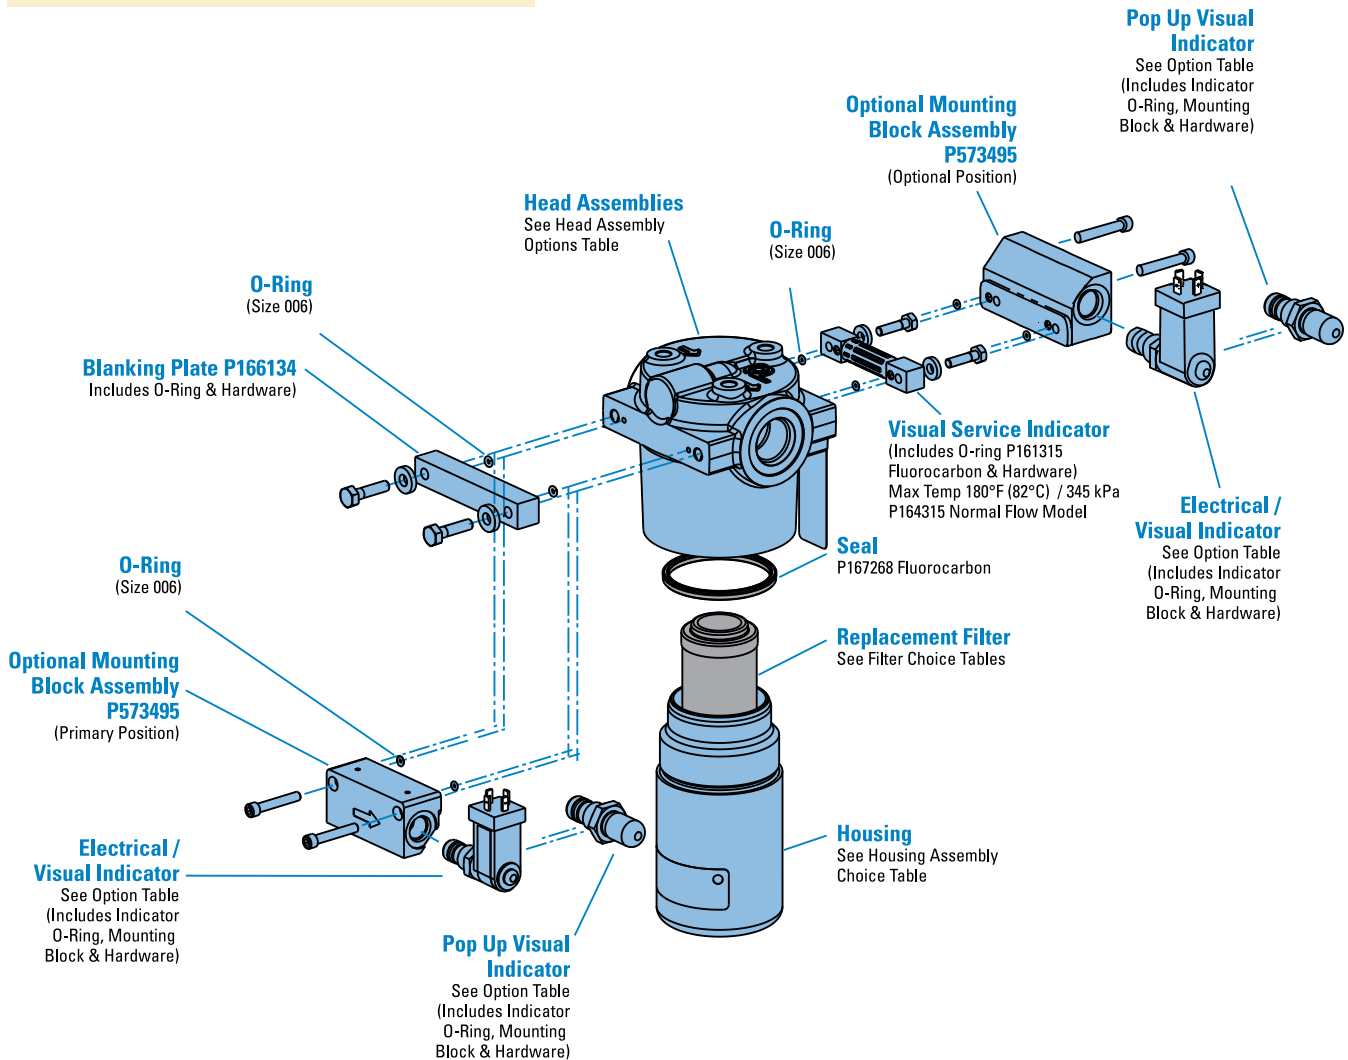 Pop Up Visual
Indicator
See Option Table
(Includes Indicator
O-Ring, Mounting
Block & Hardware)
Optional Mounting
Block Assembly
P573495
(Optional Position)
Head Assemblies
See Head Assembly
Options Table
O-Ring
(Size 006)
O-Ring
(Size 006)
Blanking Plate P166134
Includes O-Ring & Hardware)
Visual Service Indicator
(Includes O-ring P161315
Fluorocarbon & Hardware)
Max Temp 180°F (82°C) / 345 kPa
P164315 Normal Flow Model
Electrical /
Visual Indicator
See Option Table
(Includes Indicator
O-Ring, Mounting
Block & Hardware)
Seal
P167268 Fluorocarbon
O-Ring
(Size 006)
Replacement Filter
See Filter Choice Tables
Optional Mounting
Block Assembly
P573495
(Primary Position)
Housing
See Housing Assembly
Choice Table
Electrical /
Visual Indicator
See Option Table
(Includes Indicator
O-Ring, Mounting
Block & Hardware)
Pop Up Visual
Indicator
See Option Table
(Includes Indicator
O-Ring, Mounting
Block & Hardware)